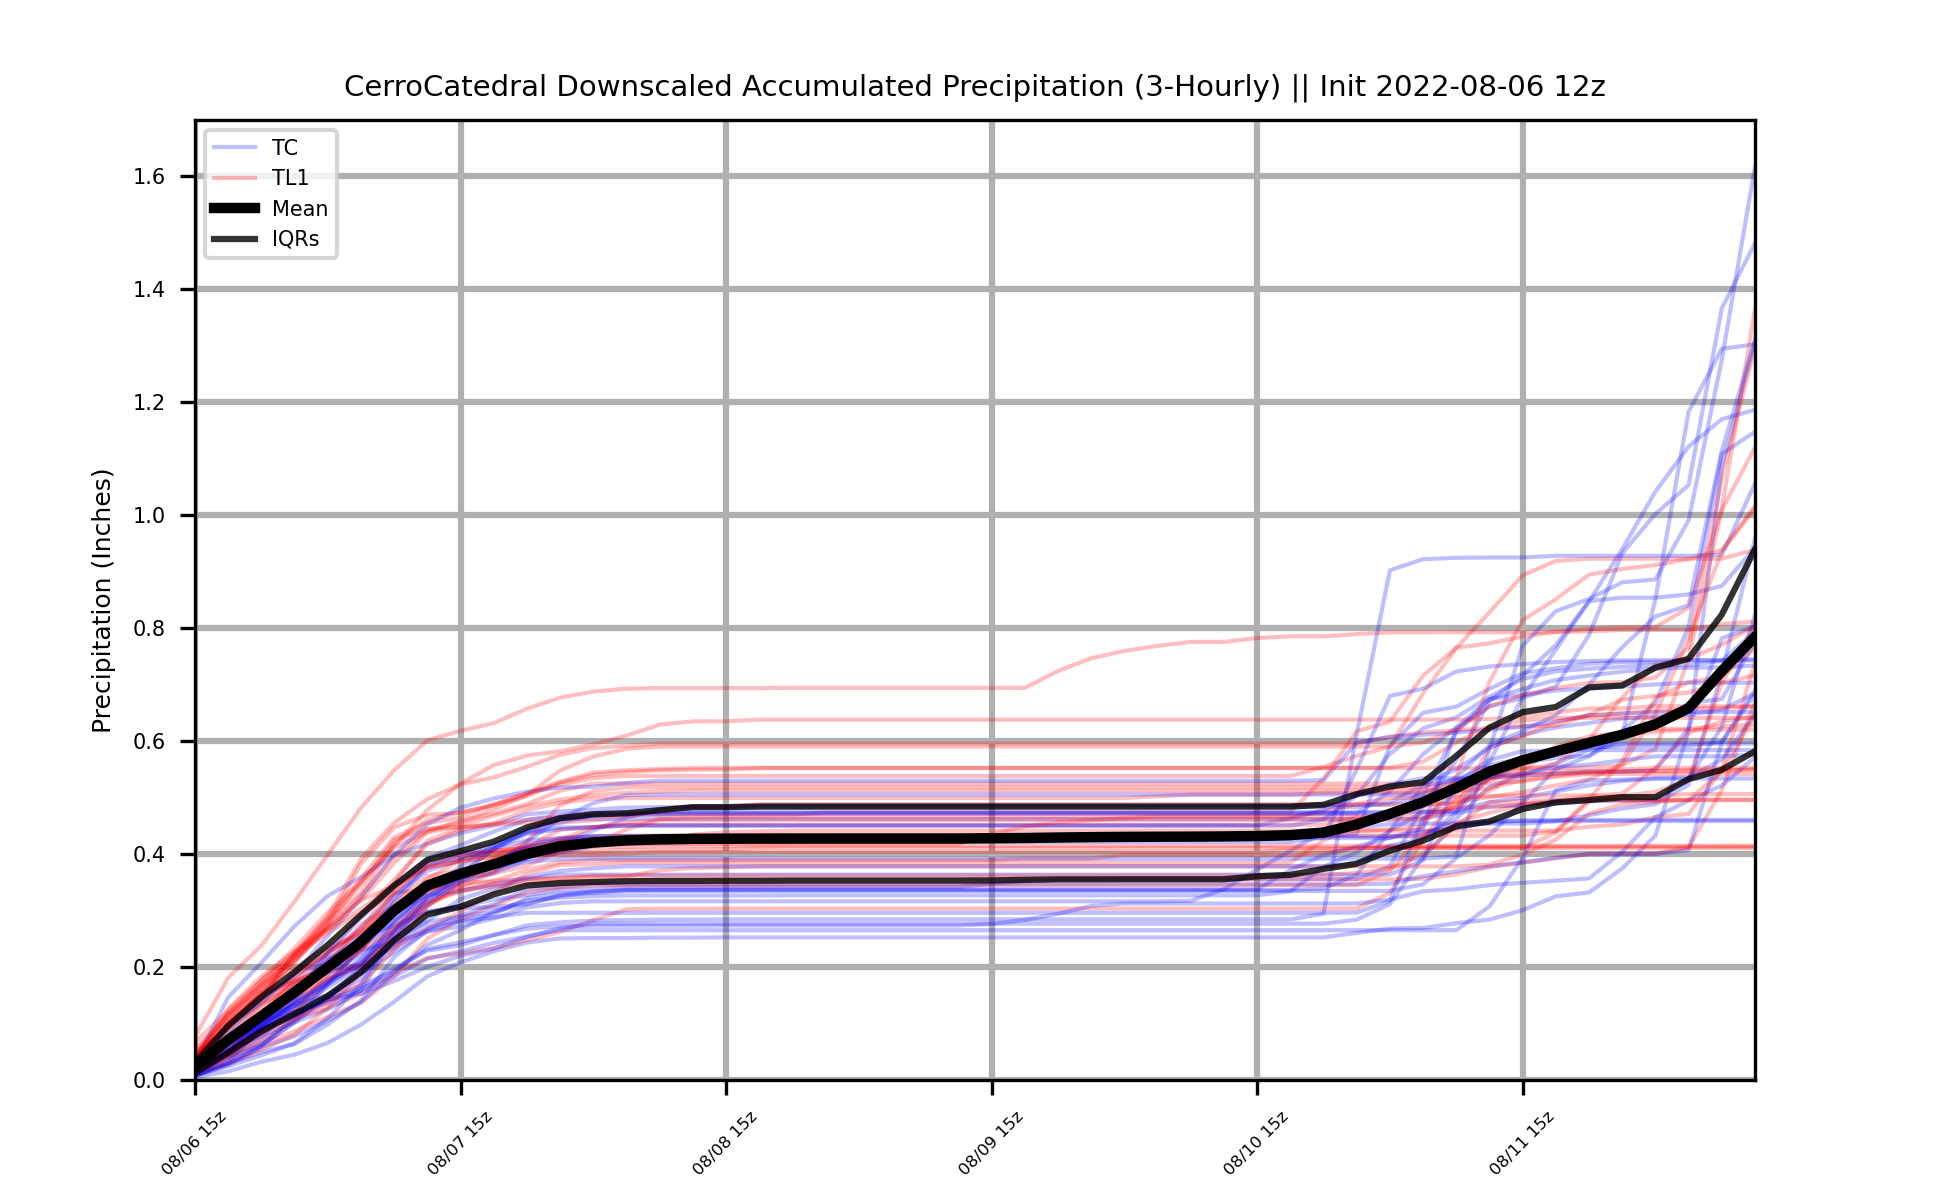 CerroCatedral Downscaled Accumulated Precipitation (3-Hourly) || Init 2022-08-06 12z
TC
TL1
Mean
IQRs
Precipitation (Inches)
1.6
1.4
1.2
1.0
0.8
0.6
0.4
0.2
0.0
08/06 15z
08/07 15z
08/08 15z
08/09 15z
08/10 15z
08/11 15z